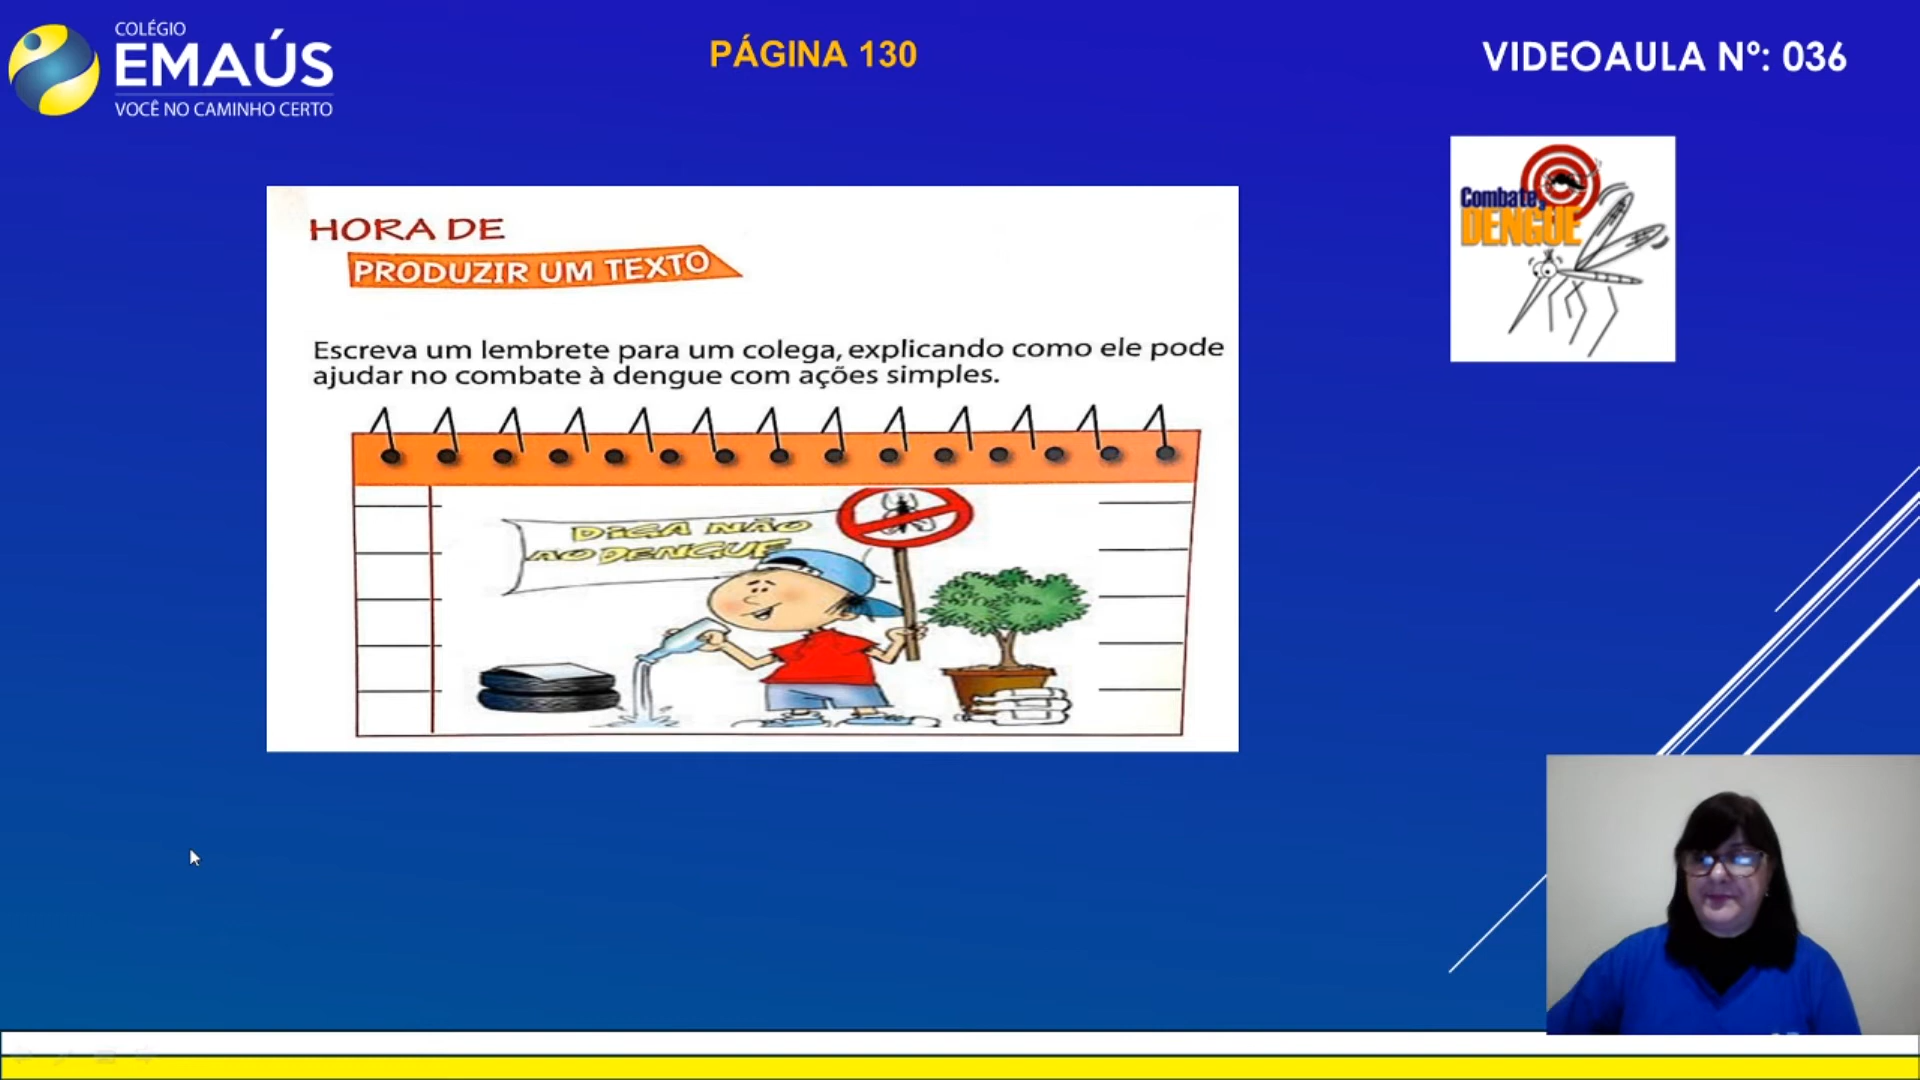 COLÉGIO
EMAÚS
VOCÊ NO CAMINHO CERTO
PÁGINA 130
VIDEOAULA Nº: 036
Combate
DENGUE
HORA DE
PRODUZIR UM TEXTO
Escreva um lembrete para um colega, explicando como ele pode
ajudar no combate à dengue com ações simples.
DIGA NÃO
AO DENGUE